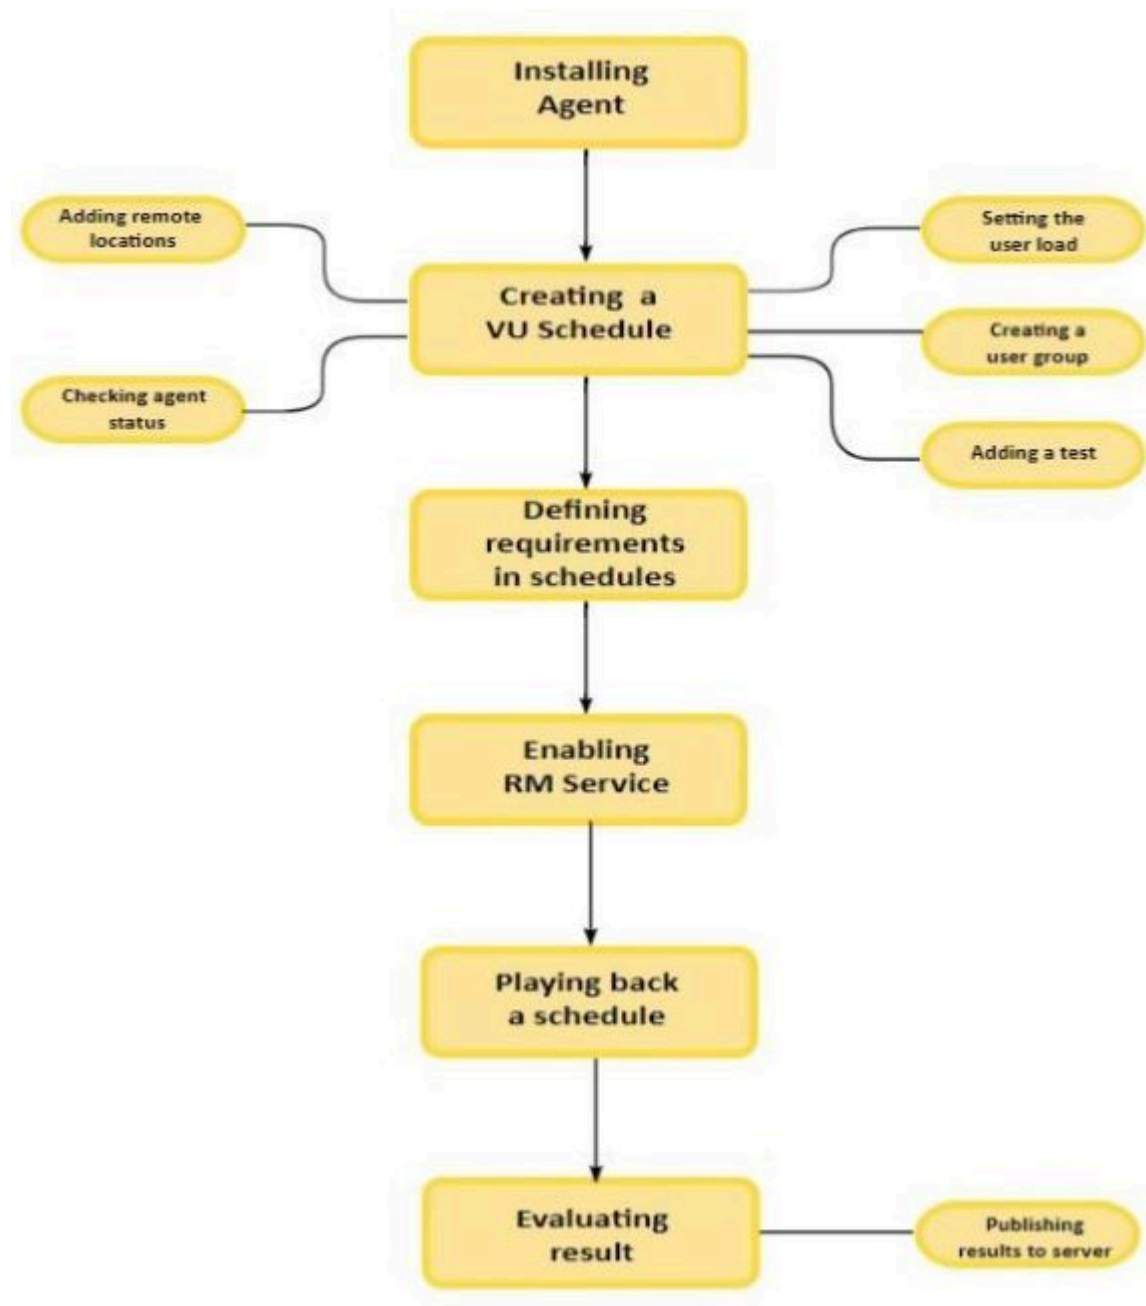 Installing
Agent
Adding remote
locations
Setting the
user load
Creating a
VU Schedule
Creating a
user group
Checking agent
status
Adding a test
Defining
requirements
in schedules
Enabling
RM Service
Playing back
a schedule
Evaluating
result
Publishing
results to server